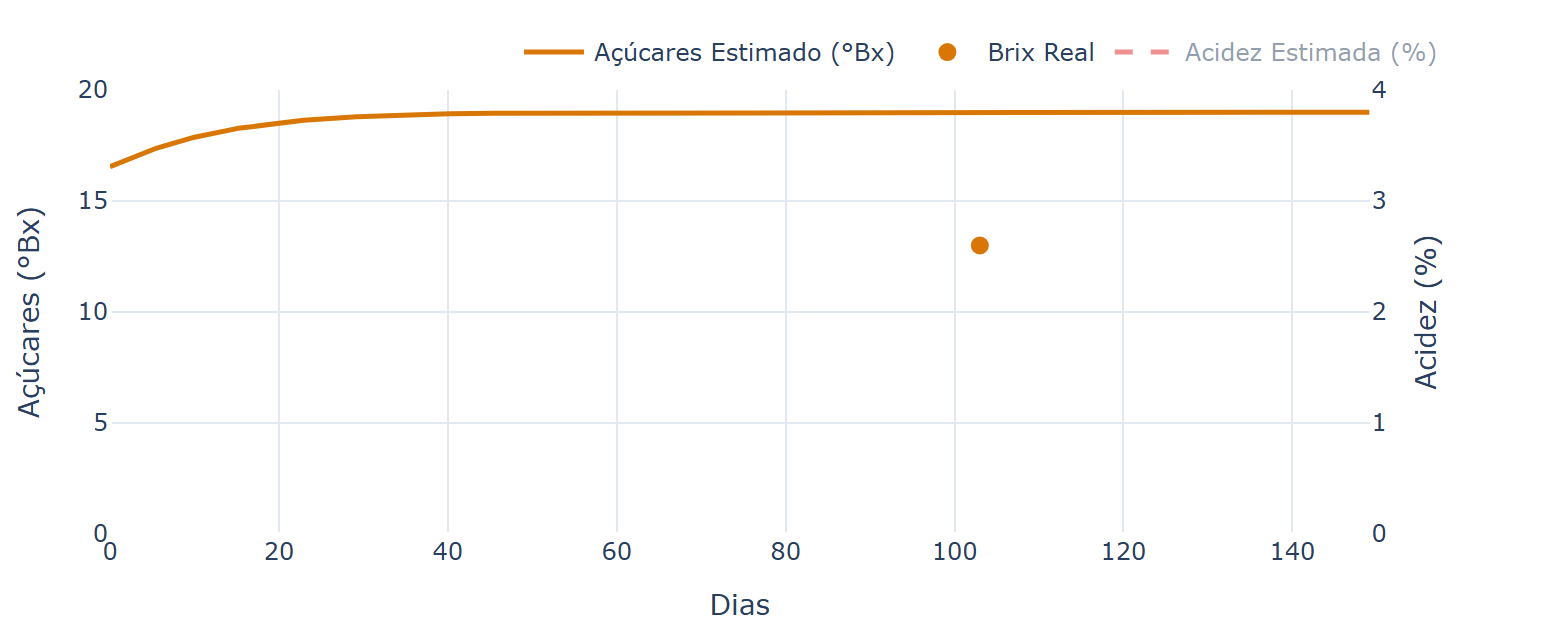 Açúcares Estimado (°Bx) Brix Real Acidez Estimada (%)
20 4
15 3
10 2
5 1
0 0
0 20 40 60 80 100 120 140
Açúcares (°Bx)
Acidez (%)
Dias